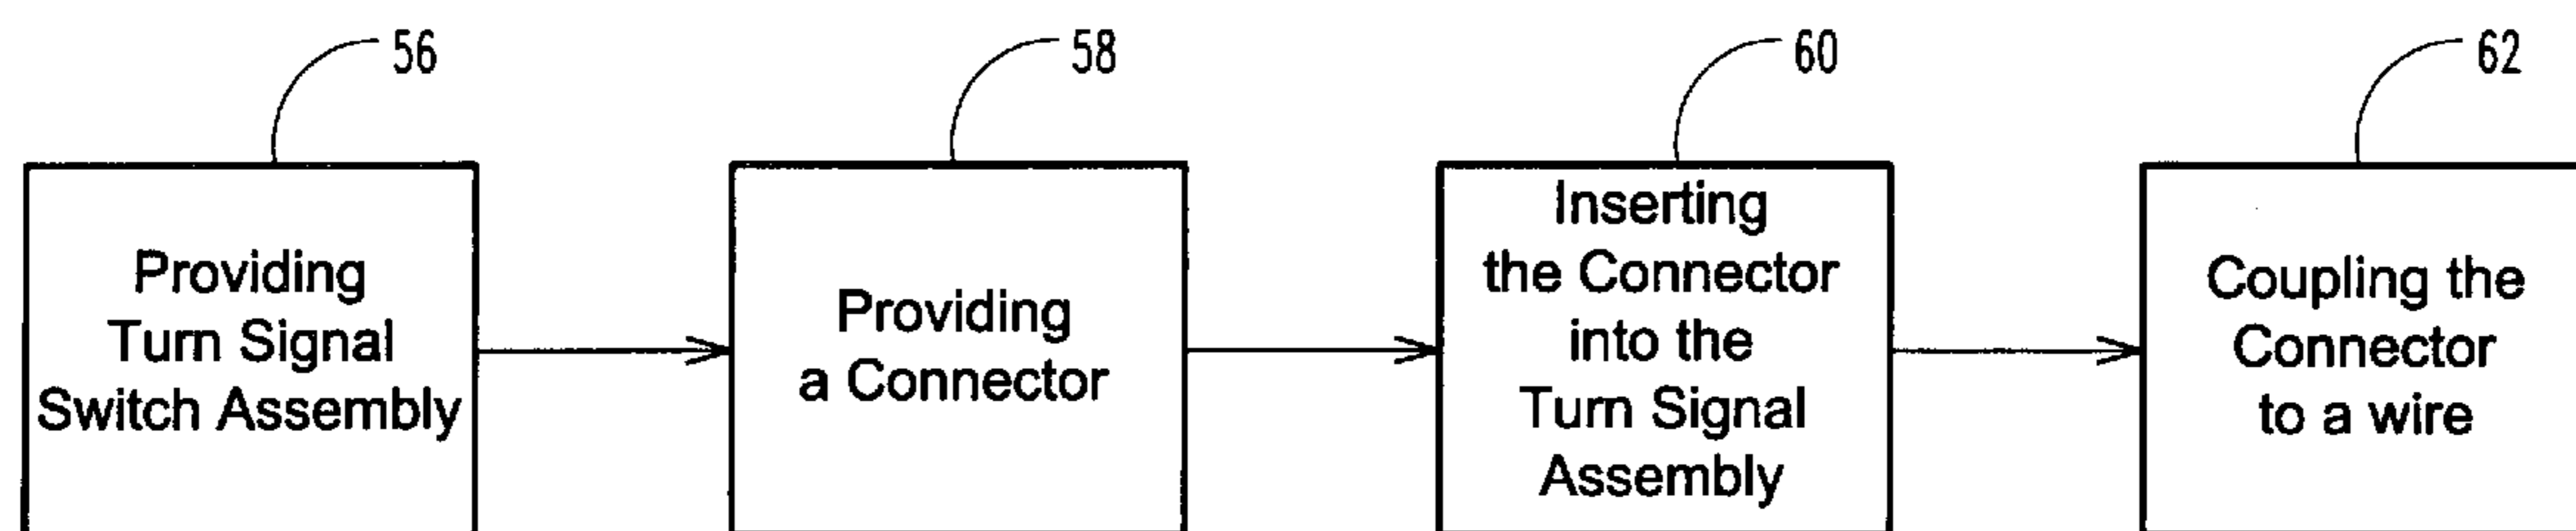 56
58
60
62
Providing
Turn Signal
Switch Assembly
Providing
a Connector
Inserting
the Connector
into the
Turn Signal
Assembly
Coupling the
Connector
to a wire